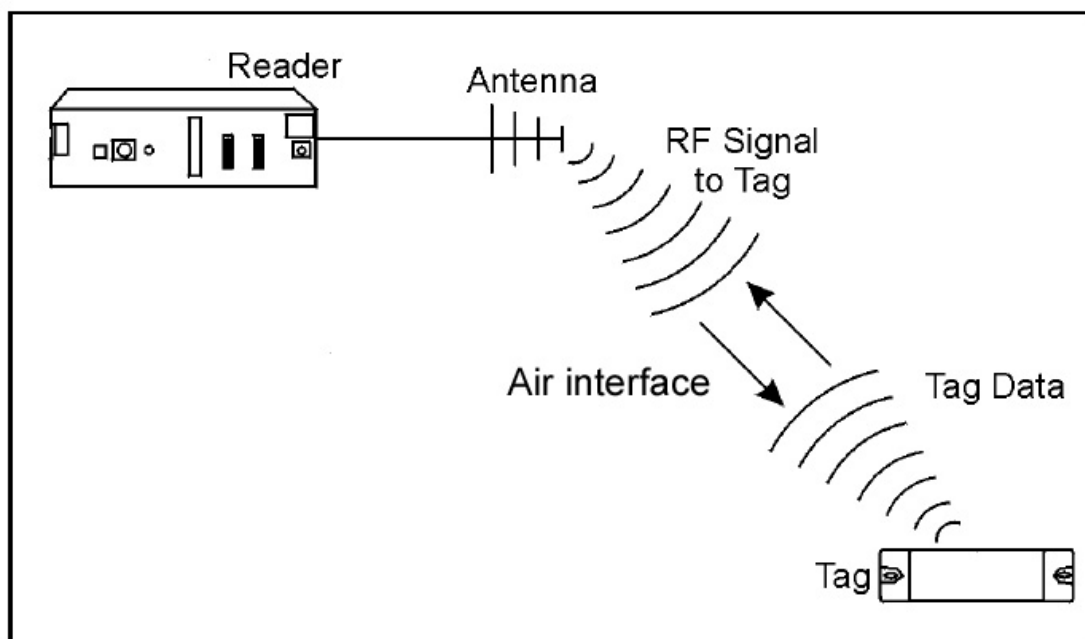 Reader
Antenna
RF Signal
to Tag
Air interface
Tag Data
Tag